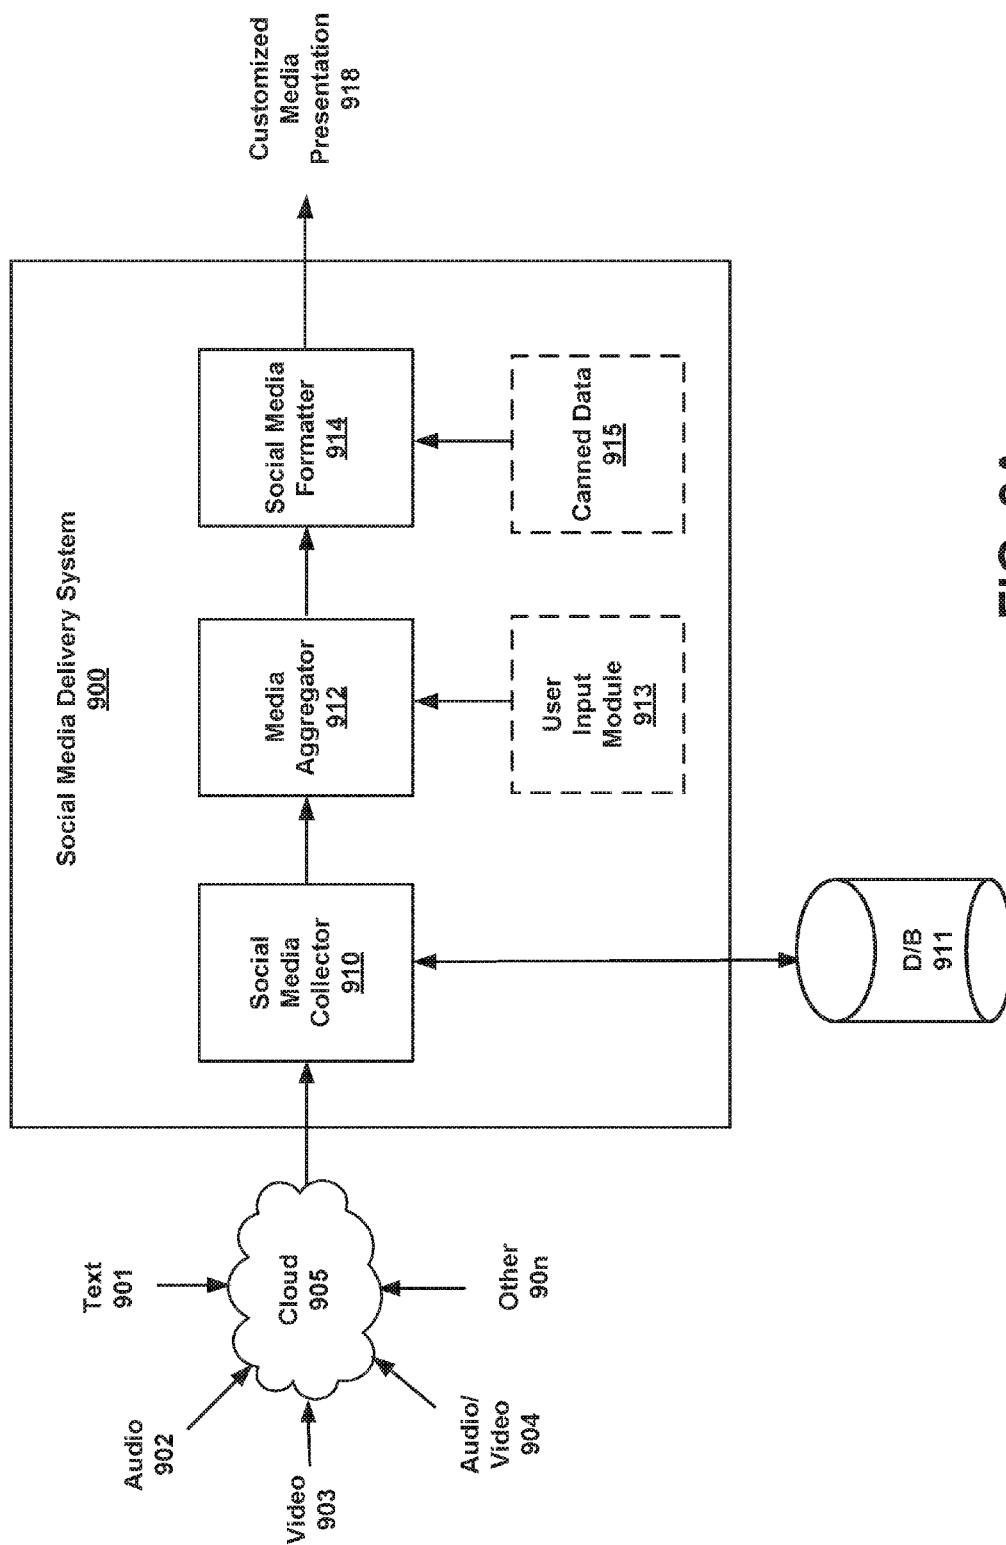 Social Media Delivery System
900
Text
901
Audio
902
Video
903
Audio/
Video
904
Other
90n
Cloud
905
Social
Media
Collector
910
Media
Aggregator
912
Social Media
Formatter
914
Customized
Media
Presentation
918
User
Input
Module
913
Canned Data
915
D/B
911
FIG.